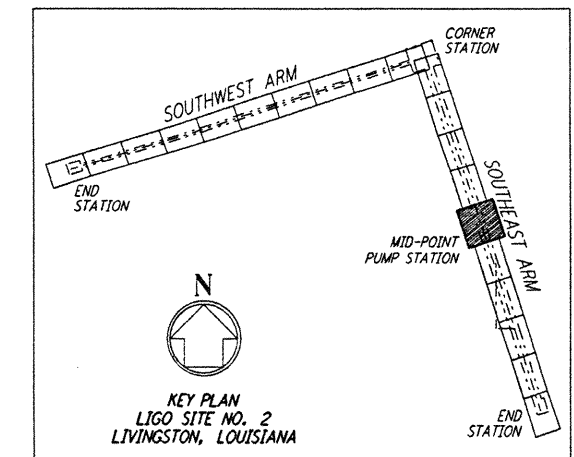 CORNER
STATION
SOUTHWEST ARM
END
STATION
SOUTHEAST ARM
MID-POINT
PUMP STATION
N
KEY PLAN
LIGO SITE NO. 2
LIVINGSTON, LOUISIANA
END
STATION